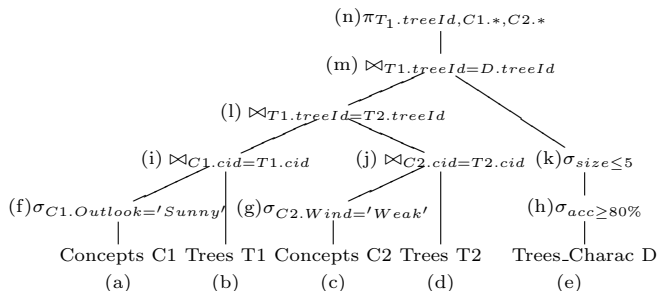 (n)π_{T_1.treeId,C1.*,C2.*}
(m) ⋈_{T1.treeId=D.treeId}
(l) ⋈_{T1.treeId=T2.treeId}
(i) ⋈_{C1.cid=T1.cid} (j) ⋈_{C2.cid=T2.cid} (k)σ_{size≤5}
(f)σ_{C1.Outlook='Sunny'} (g)σ_{C2.Wind='Weak'} (h)σ_{acc≥80%}
Concepts C1 Trees T1 Concepts C2 Trees T2 Trees_Charac D
(a) (b) (c) (d) (e)